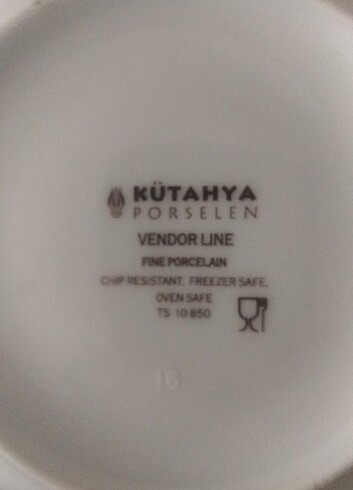 KÜTAHYA
PORSELEN
VENDOR LINE
FINE PORCELAIN
CHIP RESISTANT, FREEZER SAFE,
OVEN SAFE
TS 10 850